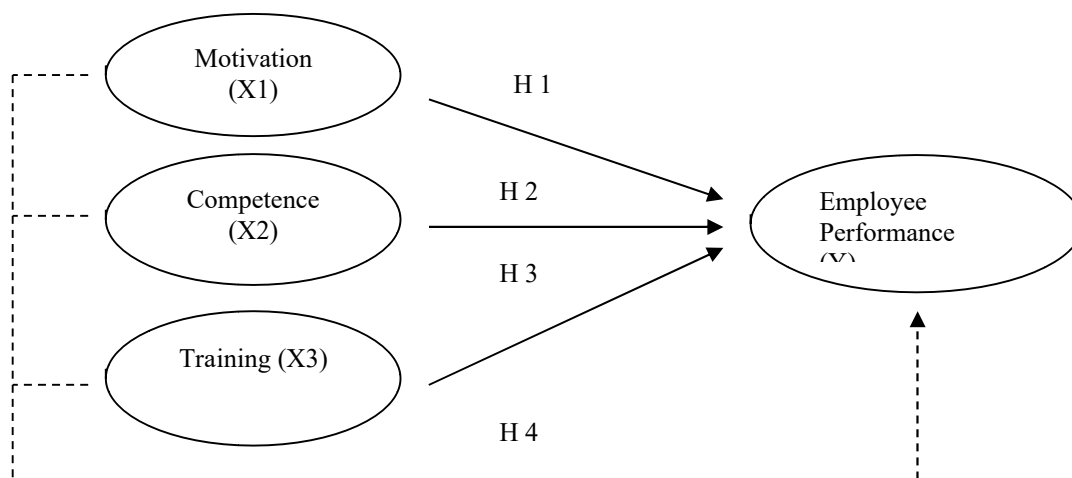 Motivation
(X1)
H 1
Competence
(X2)
H 2
Employee
Performance
(Y)
H 3
Training (X3)
H 4